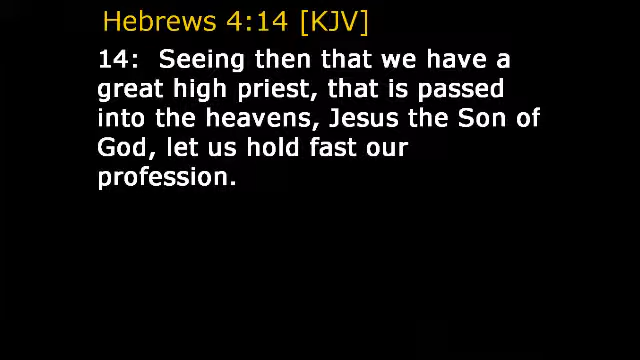 Hebrews 4:14 [KJV]
14:  Seeing then that we have a
great high priest, that is passed
into the heavens, Jesus the Son of
God, let us hold fast our
profession.